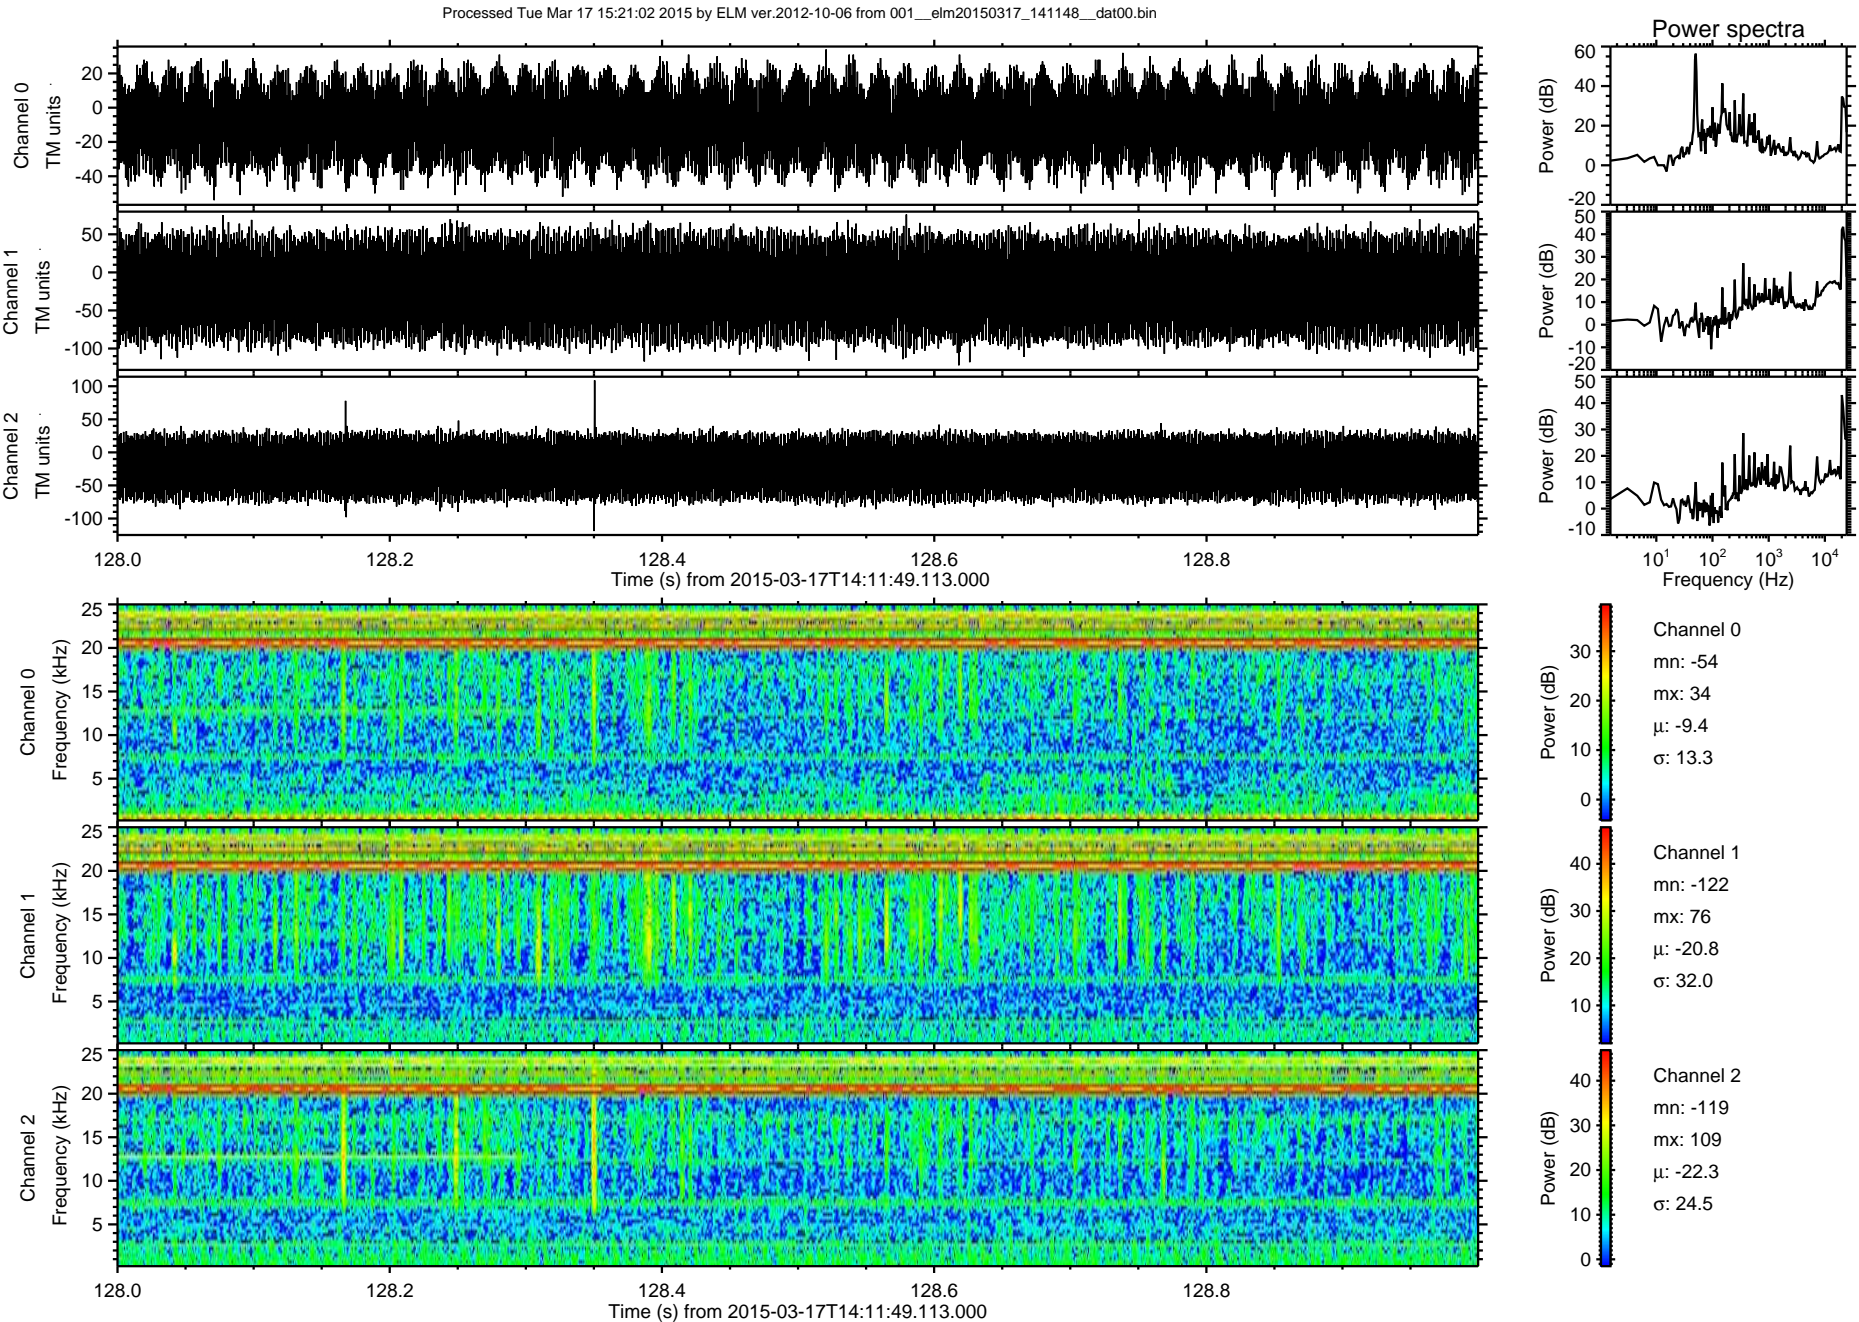 Processed Tue Mar 17 15:21:02 2015 by ELM ver.2012-10-06 from 001__elm20150317_141148__dat00.bin
Power spectra
Channel 0
TM units
20
0
-20
-40
Power (dB)
60
40
20
0
-20
Channel 1
TM units
50
0
-50
-100
Power (dB)
50
40
30
20
10
0
-10
-20
Channel 2
TM units
100
50
0
-50
-100
Power (dB)
50
40
30
20
10
0
-10
128.0 128.2 128.4 128.6 128.8
Time (s) from 2015-03-17T14:11:49.113.000
10^1 10^2 10^3 10^4
Frequency (Hz)
Channel 0
Frequency (kHz)
25
20
15
10
5
Power (dB)
30
20
10
0
Channel 0
mn: -54
mx: 34
µ: -9.4
σ: 13.3
Channel 1
Frequency (kHz)
25
20
15
10
5
Power (dB)
40
30
20
10
Channel 1
mn: -122
mx: 76
µ: -20.8
σ: 32.0
Channel 2
Frequency (kHz)
25
20
15
10
5
Power (dB)
40
30
20
10
0
Channel 2
mn: -119
mx: 109
µ: -22.3
σ: 24.5
128.0 128.2 128.4 128.6 128.8
Time (s) from 2015-03-17T14:11:49.113.000